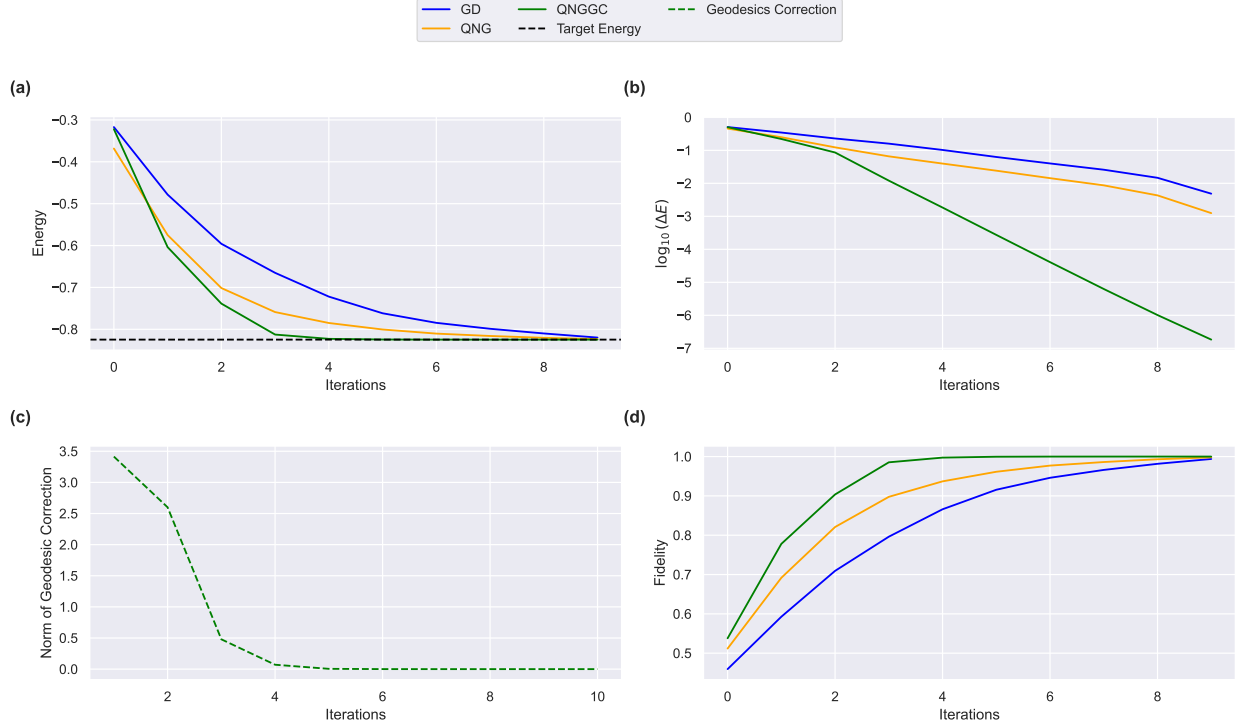 GD
QNG
QNGGC
Target Energy
Geodesics Correction
(a)
−0.3
−0.4
−0.5
−0.6
−0.7
−0.8
Energy
0 2 4 6 8
Iterations
(b)
0
−1
−2
−3
−4
−5
−6
−7
log₁₀(ΔE)
0 2 4 6 8
Iterations
(c)
3.5
3.0
2.5
2.0
1.5
1.0
0.5
0.0
Norm of Geodesic Correction
2 4 6 8 10
Iterations
(d)
1.0
0.9
0.8
0.7
0.6
0.5
Fidelity
0 2 4 6 8
Iterations